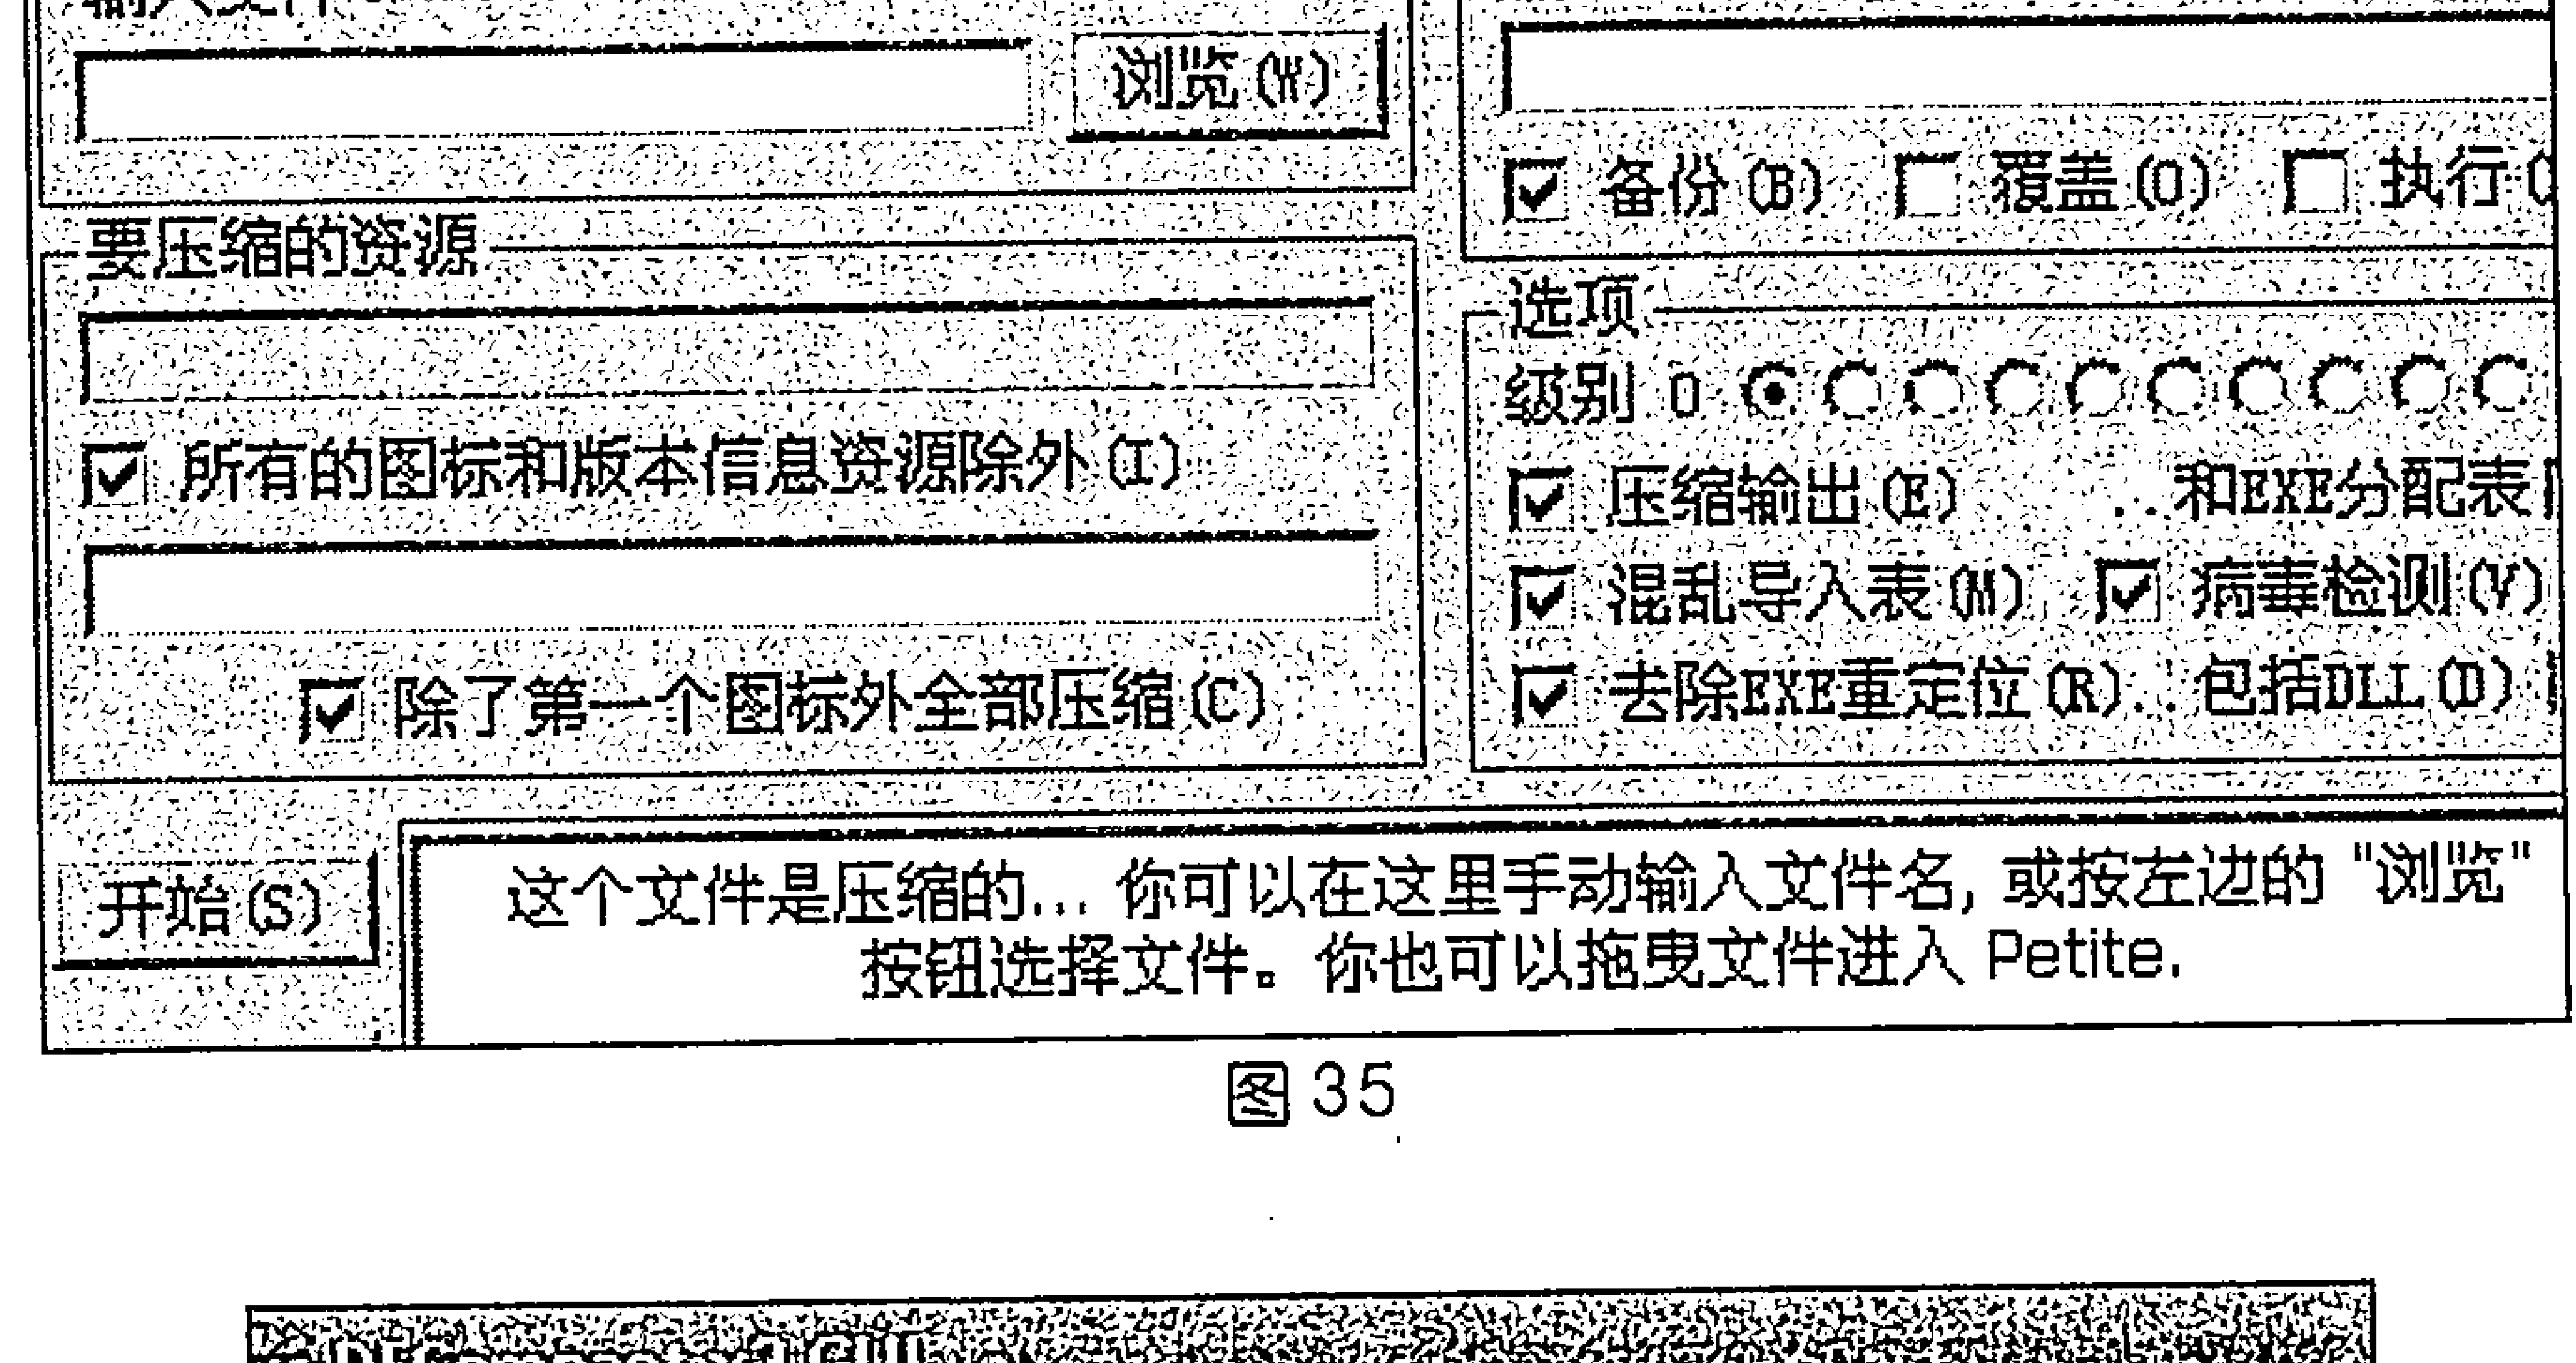 浏览(W)
备份(B) 覆盖(O) 执行(
要压缩的资源
选项
级别 0
所有的图标和版本信息资源除外(I)
压缩输出(E) ..和EXE分配表
混乱导入表(M) 病毒检测(V)
除了第一个图标外全部压缩(C)
去除EXE重定位(R).. 包括DLL(D)
开始(S)
这个文件是压缩的... 你可以在这里手动输入文件名, 或按左边的 "浏览"
按钮选择文件。你也可以拖曳文件进入 Petite.
图 35